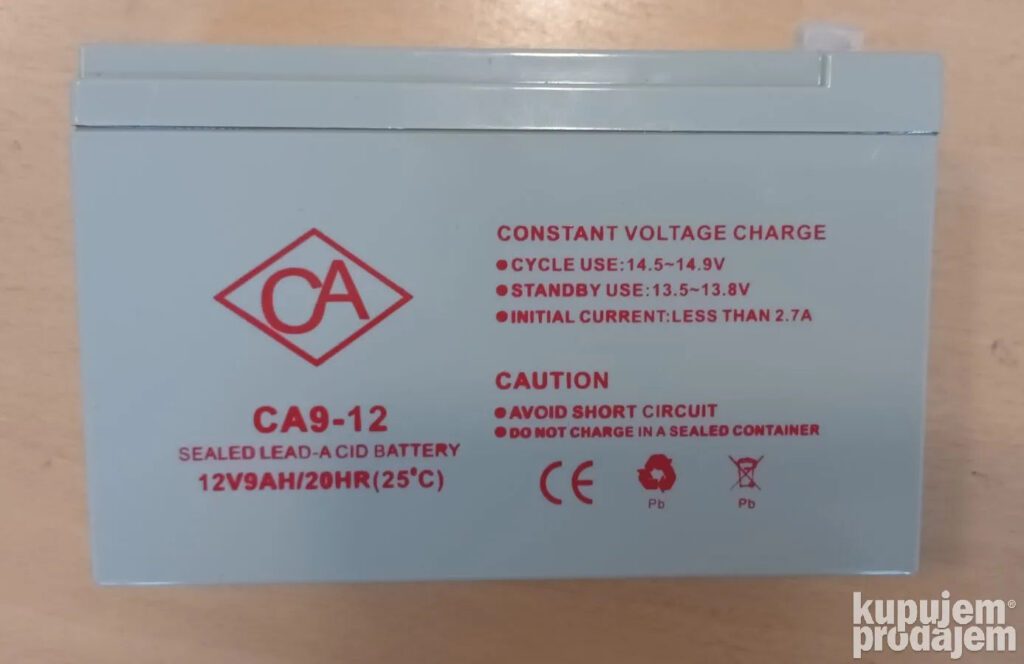 CA
CA9-12
SEALED LEAD-ACID BATTERY
12V9AH/20HR(25°C)
CONSTANT VOLTAGE CHARGE
●CYCLE USE:14.5~14.9V
●STANDBY USE:13.5~13.8V
●INITIAL CURRENT:LESS THAN 2.7A
CAUTION
●AVOID SHORT CIRCUIT
●DO NOT CHARGE IN A SEALED CONTAINER
CE
Pb
Pb
kupujem®
prodajem